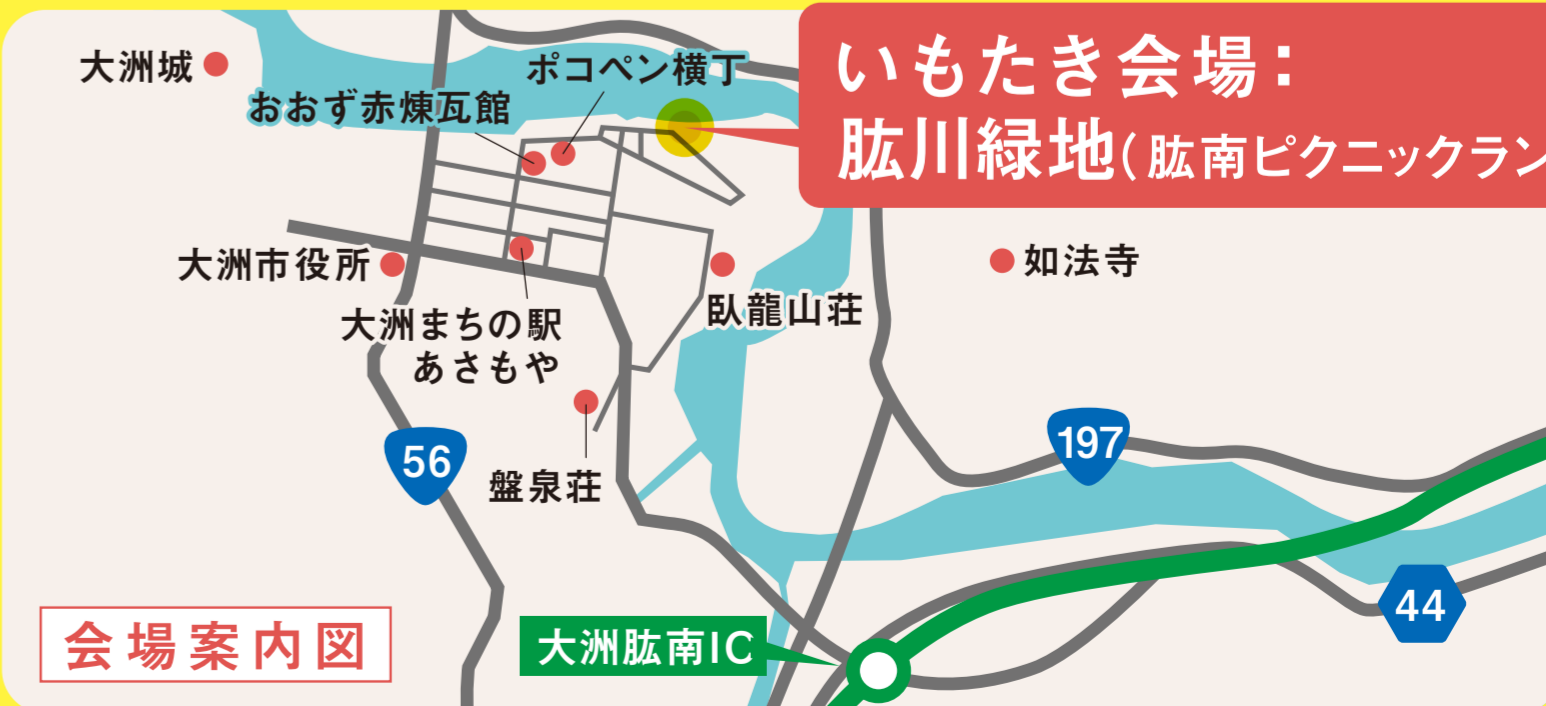 大洲城
ポコペン横丁
おおず赤煉瓦館
いもたき会場：
肱川緑地(肱南ピクニックラン
大洲市役所
臥龍山荘
如法寺
大洲まちの駅
あさもや
盤泉荘
56
197
44
大洲肱南IC
会場案内図